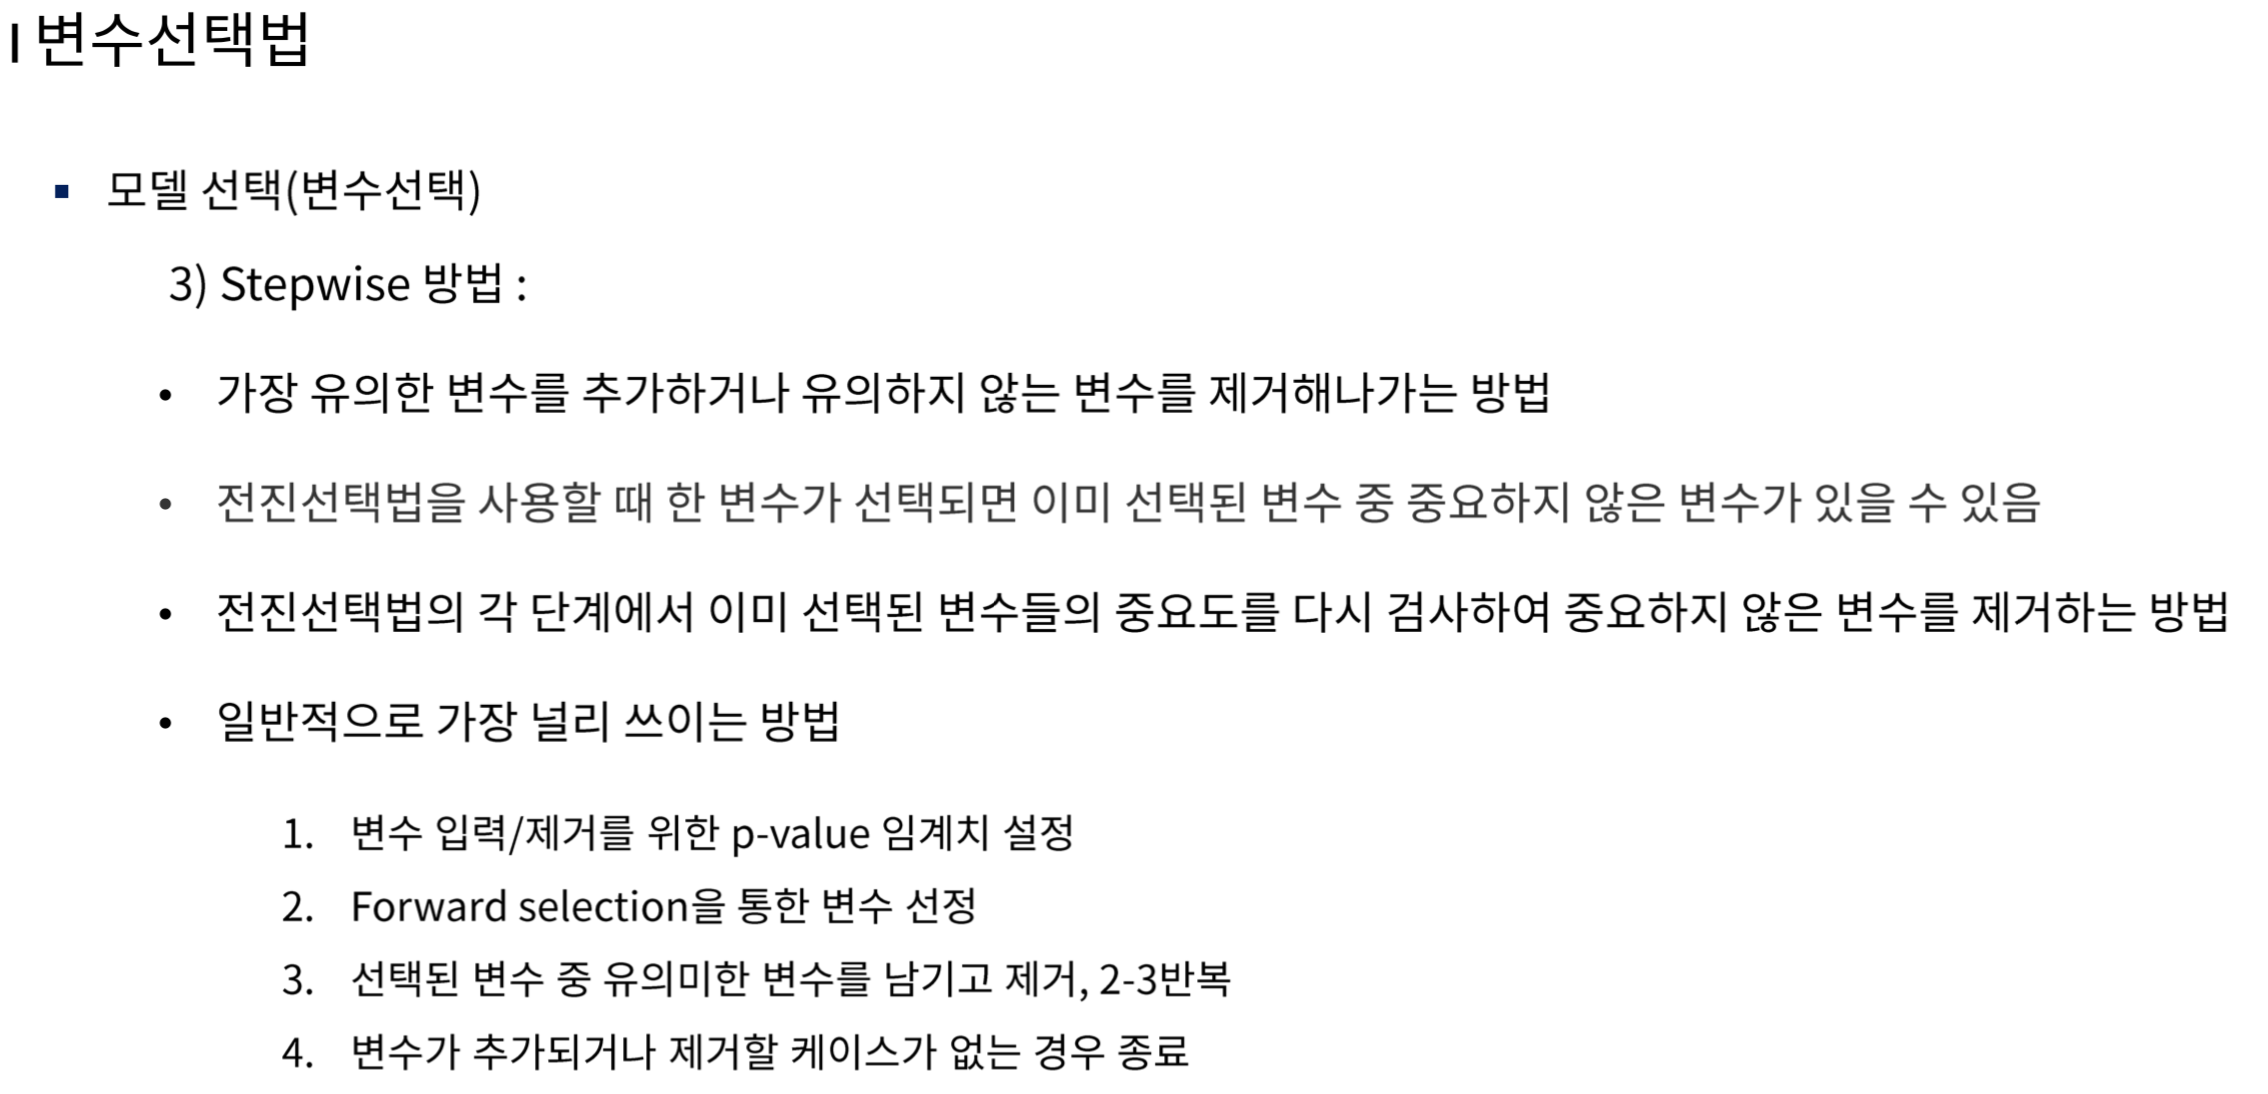 I 변수선택법
▪ 모델 선택(변수선택)
3) Stepwise 방법 :
• 가장 유의한 변수를 추가하거나 유의하지 않는 변수를 제거해나가는 방법
• 전진선택법을 사용할 때 한 변수가 선택되면 이미 선택된 변수 중 중요하지 않은 변수가 있을 수 있음
• 전진선택법의 각 단계에서 이미 선택된 변수들의 중요도를 다시 검사하여 중요하지 않은 변수를 제거하는 방법
• 일반적으로 가장 널리 쓰이는 방법
1. 변수 입력/제거를 위한 p-value 임계치 설정
2. Forward selection을 통한 변수 선정
3. 선택된 변수 중 유의미한 변수를 남기고 제거, 2-3반복
4. 변수가 추가되거나 제거할 케이스가 없는 경우 종료